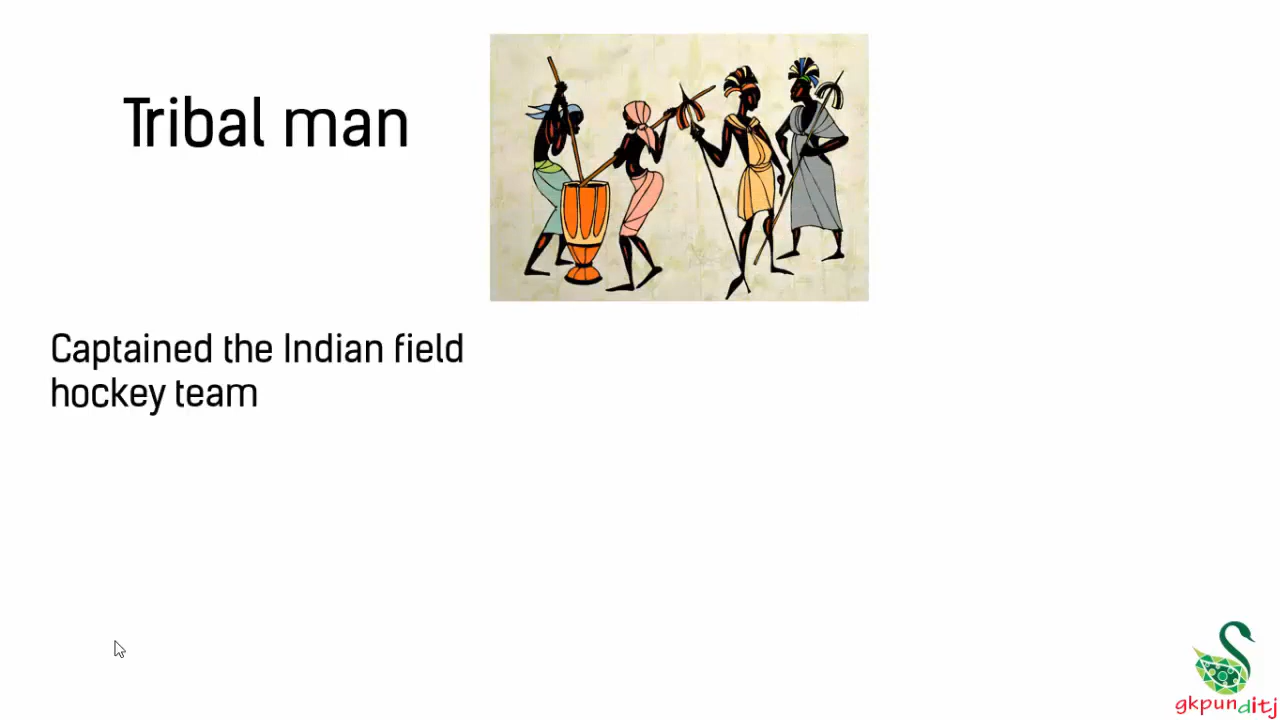 Tribal man
Captained the Indian field
hockey team
gkpunditj